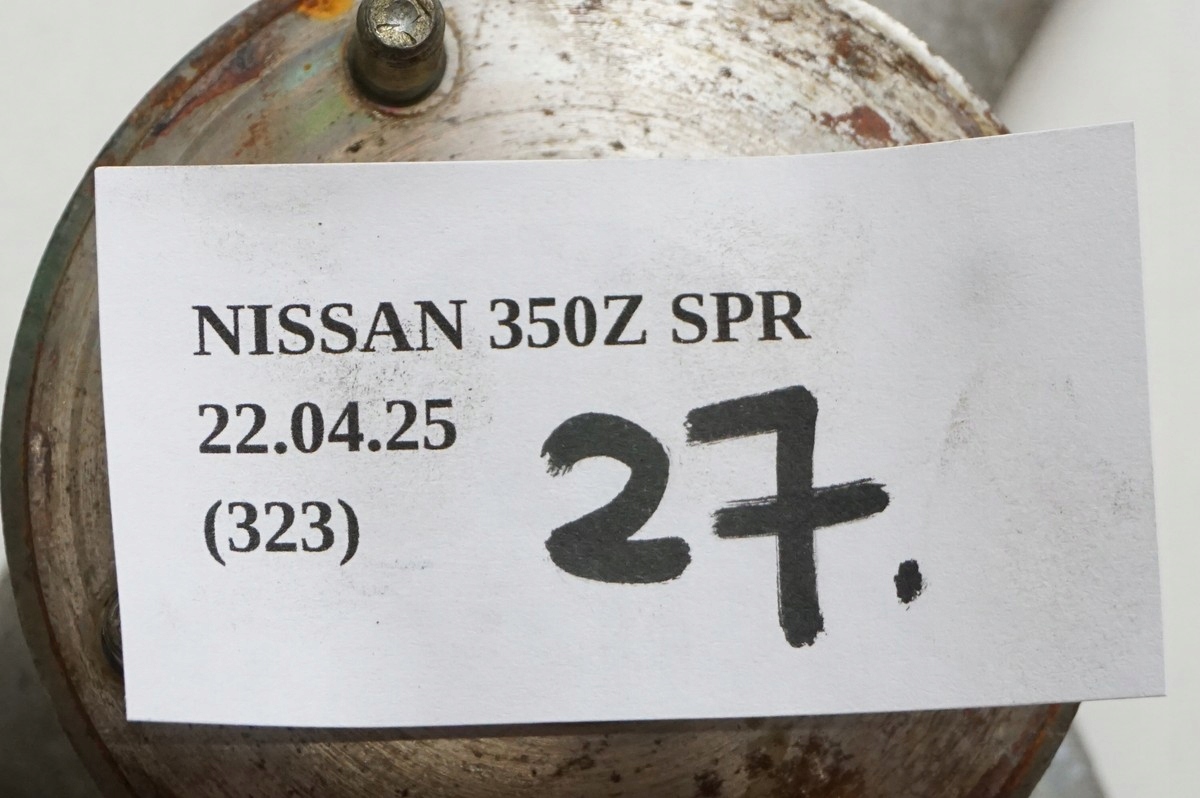 NISSAN 350Z SPR
22.04.25
(323)
27.